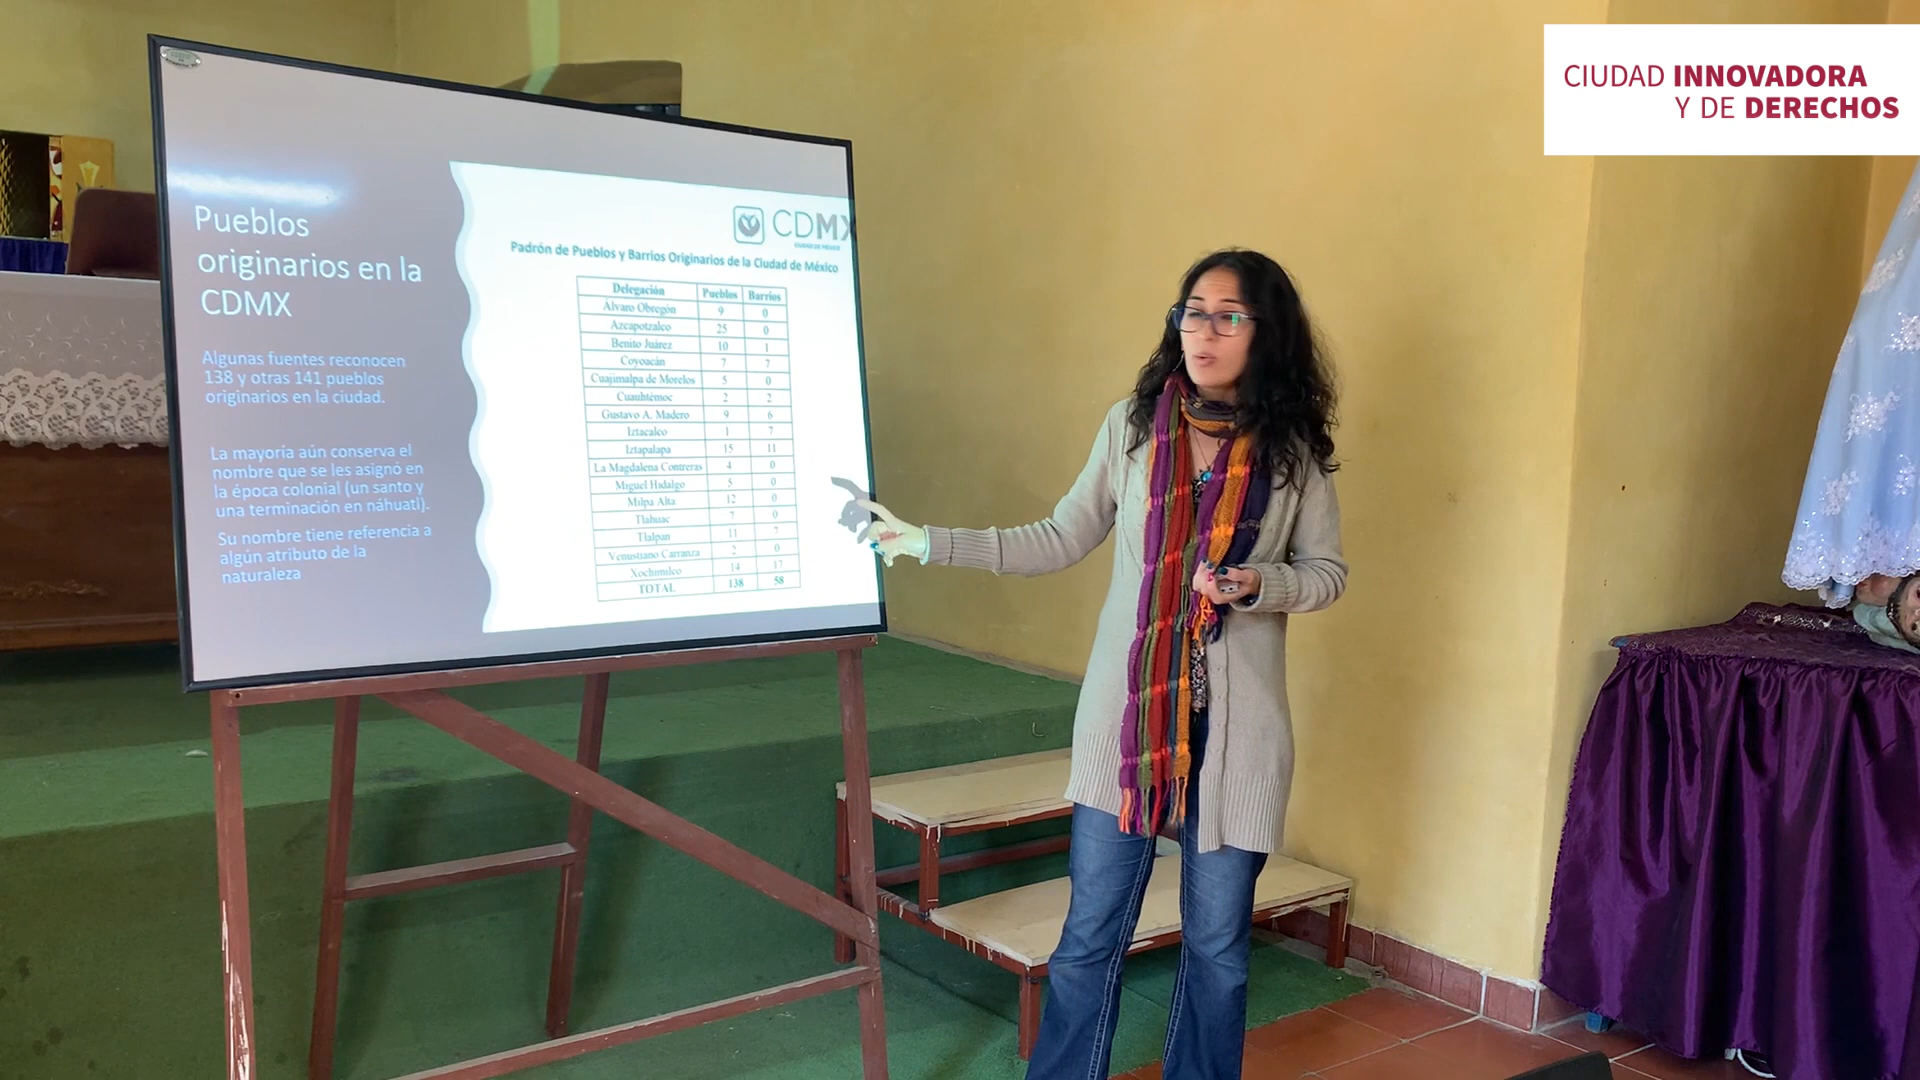 CIUDAD INNOVADORA
Y DE DERECHOS
Pueblos
originarios en la
CDMX
Algunas fuentes reconocen
138 y otras 141 pueblos
originarios en la ciudad.
La mayoría aún conserva el
nombre que se les asignó en
la época colonial (un santo y
una terminación en náhuatl).
Su nombre tiene referencia a
algún atributo de la
naturaleza
CDMX
CIUDAD DE MÉXICO
Padrón de Pueblos y Barrios Originarios de la Ciudad de México
Delegación Pueblos Barrios
Álvaro Obregón 9 0
Azcapotzalco 25 0
Benito Juárez 10 1
Coyoacán 7 7
Cuajimalpa de Morelos 5 0
Cuauhtémoc 2 2
Gustavo A. Madero 9 6
Iztacalco 1 7
Iztapalapa 15 11
La Magdalena Contreras 4 0
Miguel Hidalgo 5 0
Milpa Alta 12 0
Tlahuac 7 0
Tlalpan 11 7
Venustiano Carranza 2 0
Xochimilco 14 17
TOTAL 138 58